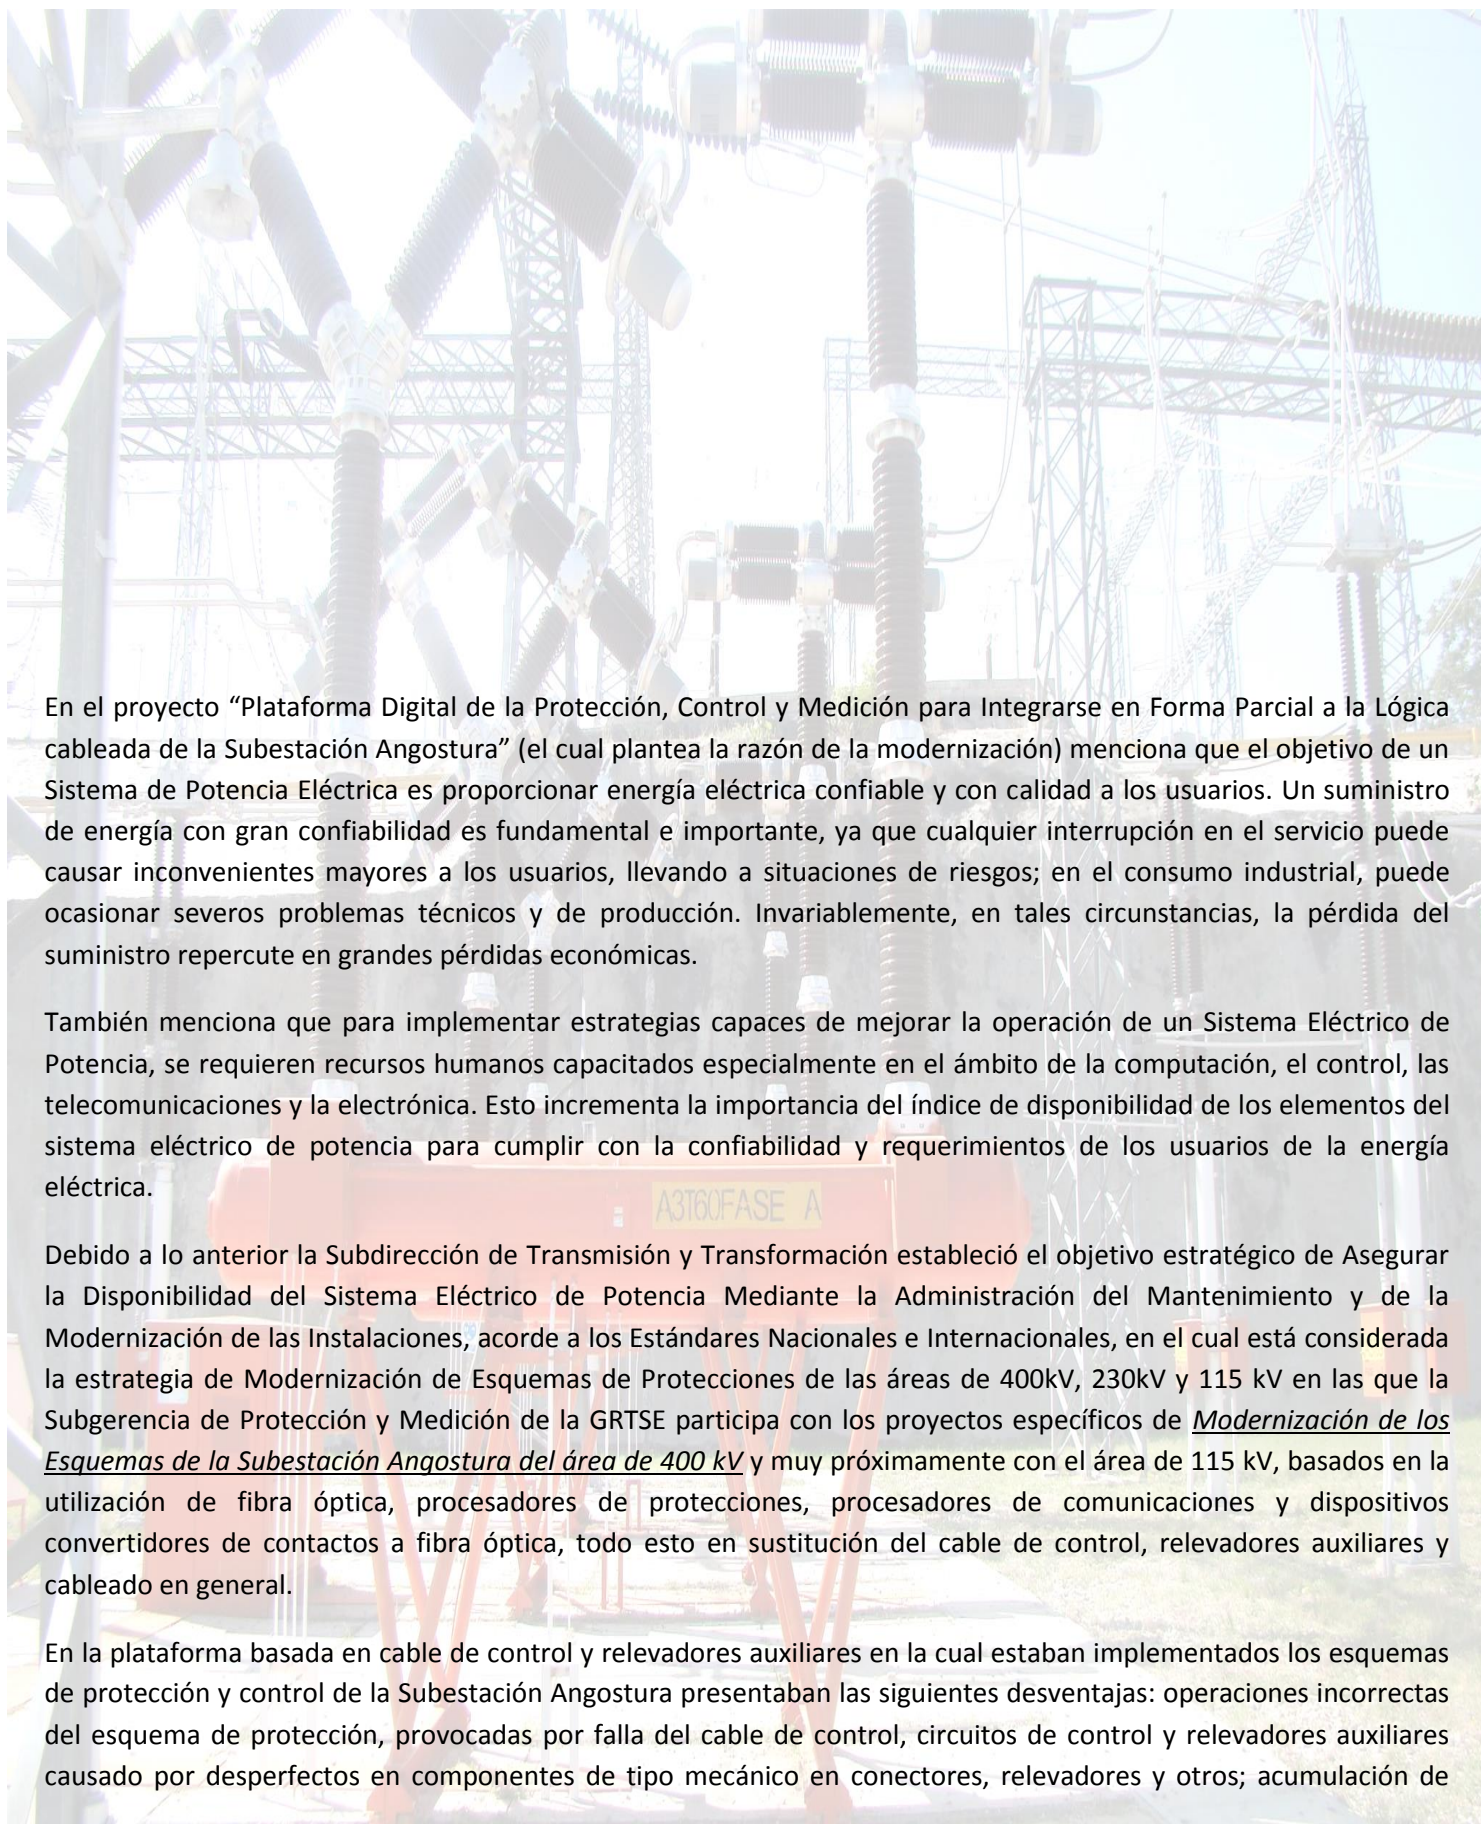 En el proyecto “Plataforma Digital de la Protección, Control y Medición para Integrarse en Forma Parcial a la Lógica
cableada de la Subestación Angostura” (el cual plantea la razón de la modernización) menciona que el objetivo de un
Sistema de Potencia Eléctrica es proporcionar energía eléctrica confiable y con calidad a los usuarios. Un suministro
de energía con gran confiabilidad es fundamental e importante, ya que cualquier interrupción en el servicio puede
causar inconvenientes mayores a los usuarios, llevando a situaciones de riesgos; en el consumo industrial, puede
ocasionar severos problemas técnicos y de producción. Invariablemente, en tales circunstancias, la pérdida del
suministro repercute en grandes pérdidas económicas.
También menciona que para implementar estrategias capaces de mejorar la operación de un Sistema Eléctrico de
Potencia, se requieren recursos humanos capacitados especialmente en el ámbito de la computación, el control, las
telecomunicaciones y la electrónica. Esto incrementa la importancia del índice de disponibilidad de los elementos del
sistema eléctrico de potencia para cumplir con la confiabilidad y requerimientos de los usuarios de la energía
eléctrica.
A3T60FASE A
Debido a lo anterior la Subdirección de Transmisión y Transformación estableció el objetivo estratégico de Asegurar
la Disponibilidad del Sistema Eléctrico de Potencia Mediante la Administración del Mantenimiento y de la
Modernización de las Instalaciones, acorde a los Estándares Nacionales e Internacionales, en el cual está considerada
la estrategia de Modernización de Esquemas de Protecciones de las áreas de 400kV, 230kV y 115 kV en las que la
Subgerencia de Protección y Medición de la GRTSE participa con los proyectos específicos de Modernización de los
Esquemas de la Subestación Angostura del área de 400 kV y muy próximamente con el área de 115 kV, basados en la
utilización de fibra óptica, procesadores de protecciones, procesadores de comunicaciones y dispositivos
convertidores de contactos a fibra óptica, todo esto en sustitución del cable de control, relevadores auxiliares y
cableado en general.
En la plataforma basada en cable de control y relevadores auxiliares en la cual estaban implementados los esquemas
de protección y control de la Subestación Angostura presentaban las siguientes desventajas: operaciones incorrectas
del esquema de protección, provocadas por falla del cable de control, circuitos de control y relevadores auxiliares
causado por desperfectos en componentes de tipo mecánico en conectores, relevadores y otros; acumulación de